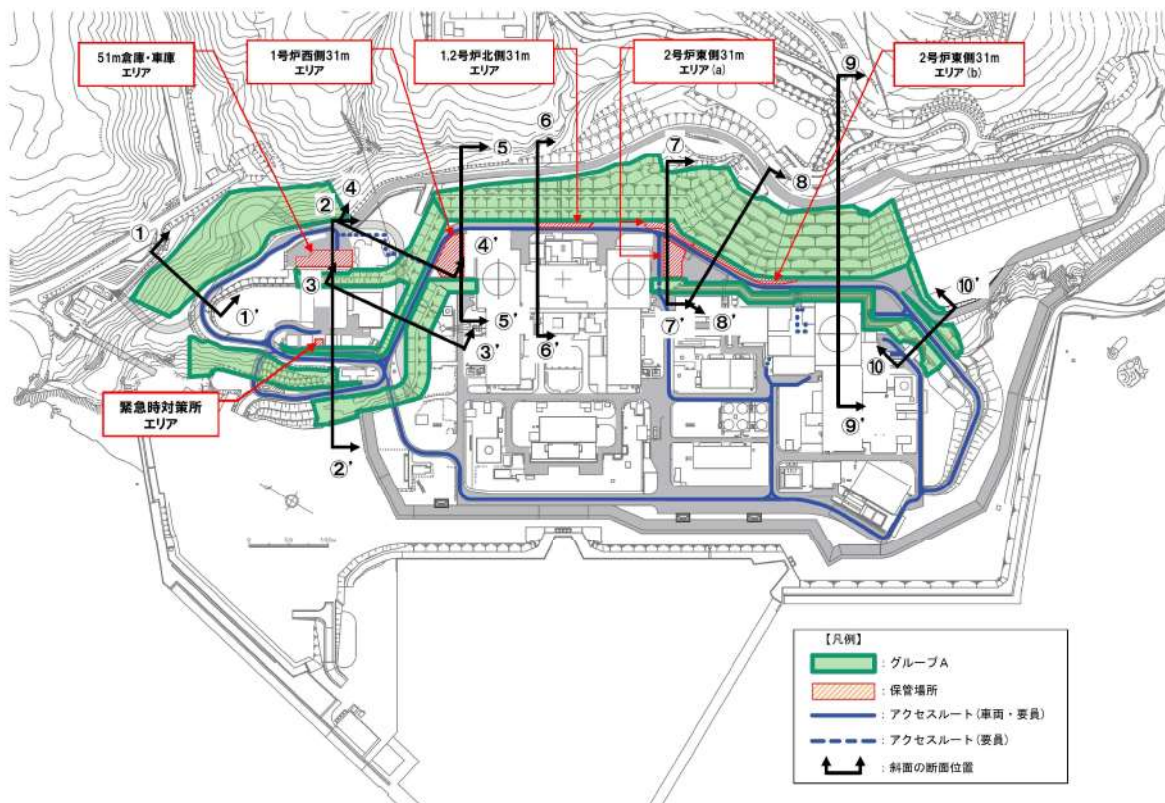 51m倉庫・車庫
エリア
1号炉西側31m
エリア
1,2号炉北側31m
エリア
2号炉東側31m
エリア(a)
2号炉東側31m
エリア(b)
⑨
⑥
⑤
⑦
⑧
④
②
①
④'
③
⑩'
①'
⑤'
⑦'
⑧'
③'
⑥'
⑩
緊急時対策所
エリア
⑨'
②'
【凡例】
:グループA
:保管場所
:アクセスルート(車両・要員)
:アクセスルート(要員)
:斜面の断面位置